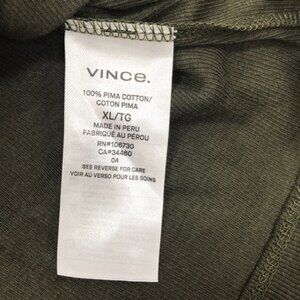 VINCE.
100% PIMA COTTON/
COTON PIMA
XL/TG
MADE IN PERU
FABRIQUÉ AU PÉROU
RN#106730
CA#34460
04
SEE REVERSE FOR CARE
VOIR AU VERSO POUR LES SOINS